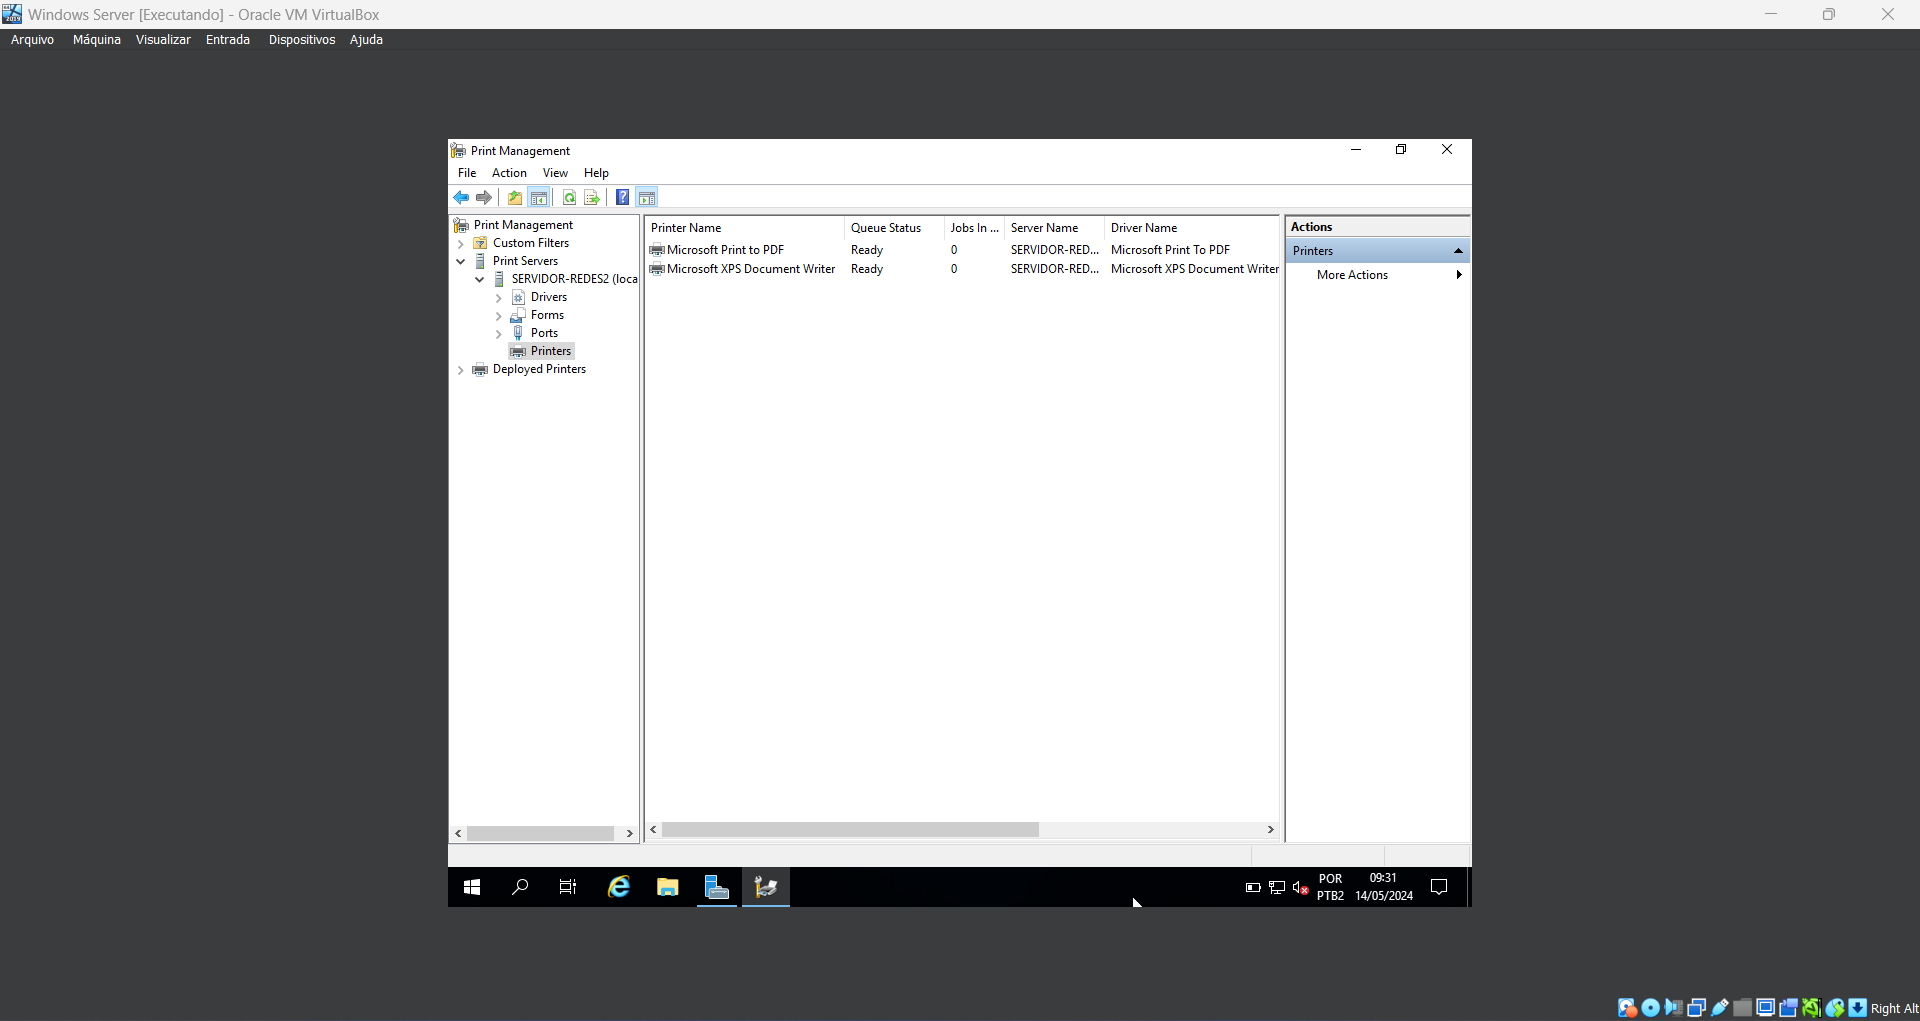 Windows Server [Executando] - Oracle VM VirtualBox
Arquivo Máquina Visualizar Entrada Dispositivos Ajuda
Print Management
File Action View Help
Print Management
Custom Filters
Print Servers
SERVIDOR-REDES2 (loca
Drivers
Forms
Ports
Printers
Deployed Printers
Printer Name Queue Status Jobs In ... Server Name Driver Name
Microsoft Print to PDF Ready 0 SERVIDOR-RED... Microsoft Print To PDF
Microsoft XPS Document Writer Ready 0 SERVIDOR-RED... Microsoft XPS Document Writer
Actions
Printers
More Actions
POR 09:31
PTB2 14/05/2024
Right Alt